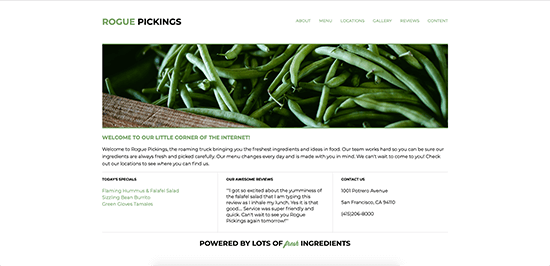 ROGUE PICKINGS
ABOUT MENU LOCATIONS GALLERY REVIEWS CONTENT
WELCOME TO OUR LITTLE CORNER OF THE INTERNET!
Welcome to Rogue Pickings, the roaming truck bringing you the freshest ingredients and ideas in food. Our team works hard so you can be sure our
ingredients are always fresh and picked carefully. Our menu changes every day and is made with you in mind. We can't wait to come to you! Check
out our locations to see where you can find us.
TODAY'S SPECIALS
Flaming Hummus & Falafel Salad
Sizzling Bean Burrito
Green Gloves Tamales
OUR AWESOME REVIEWS
""I got so excited about the yumminess of
the falafel salad that I am typing this
review as I inhale my lunch. Yes it is that
good.... Service was super friendly and
quick. Can't wait to see you Rogue
Pickings again tomorrow!""
CONTACT US
1001 Potrero Avenue
San Francisco, CA 94110
(415)206-8000
POWERED BY LOTS OF fresh INGREDIENTS